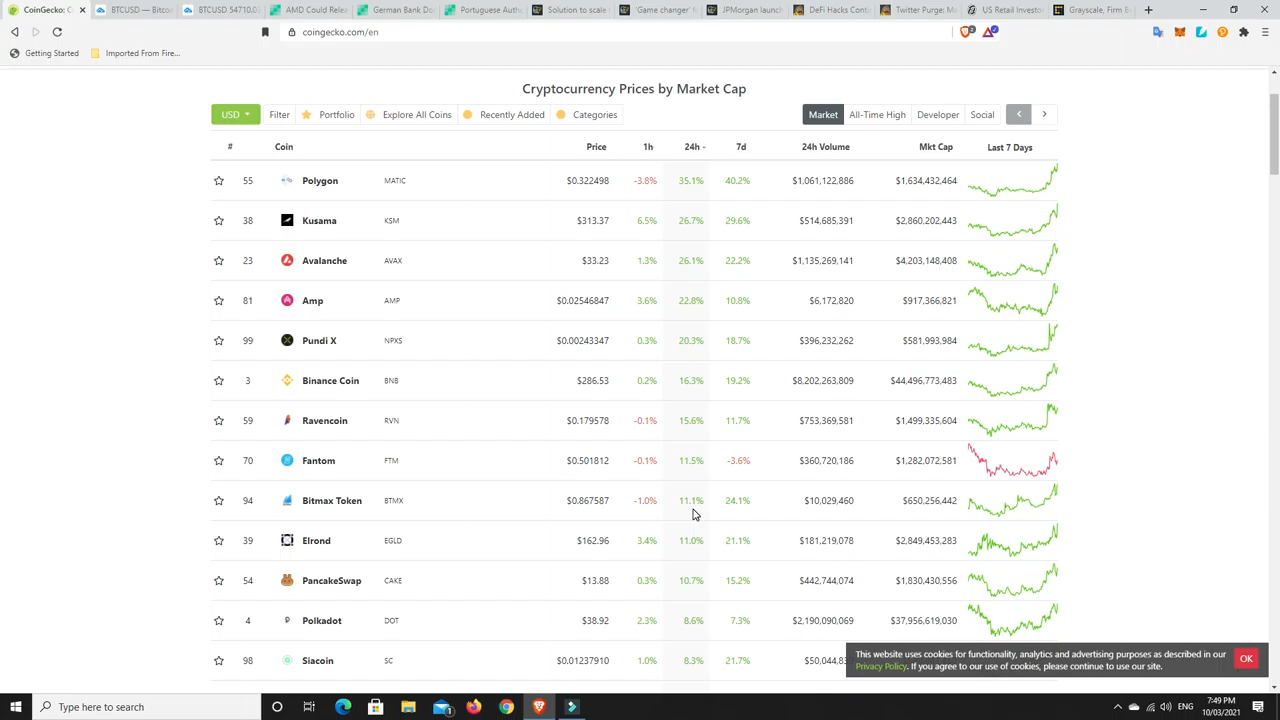 CoinGecko: Cryptocu
BTCUSD — Bitcoin
BTCUSD 54710.0
AMD Could Relea
German Bank Do
Portuguese Autho
Solution to scale
'Game changer' f
JPMorgan launch
DeFi Hacks Cont
Twitter Purge: M
US Retail Investo
Grayscale, Firm B
coingecko.com/en
Getting Started
Imported From Fire...
Cryptocurrency Prices by Market Cap
USD Filter Portfolio Explore All Coins Recently Added Categories Market All-Time High Developer Social
# Coin Price 1h 24h 7d 24h Volume Mkt Cap Last 7 Days
55 Polygon MATIC $0.322498 -3.8% 35.1% 40.2% $1,061,122,886 $1,634,432,464
38 Kusama KSM $313.37 6.5% 26.7% 29.6% $514,685,391 $2,860,202,443
23 Avalanche AVAX $33.23 1.3% 26.1% 22.2% $1,135,269,141 $4,203,148,408
81 Amp AMP $0.02546847 3.6% 22.8% 10.8% $6,172,820 $917,366,821
99 Pundi X NPXS $0.00243347 0.3% 20.3% 18.7% $396,232,262 $581,993,984
3 Binance Coin BNB $286.53 0.2% 16.3% 19.2% $8,202,263,809 $44,496,773,483
59 Ravencoin RVN $0.179578 -0.1% 15.6% 11.7% $753,369,581 $1,499,335,604
70 Fantom FTM $0.501812 -0.1% 11.5% -3.6% $360,720,186 $1,282,072,581
94 Bitmax Token BTMX $0.867587 -1.0% 11.1% 24.1% $10,029,460 $650,256,442
39 Elrond EGLD $162.96 3.4% 11.0% 21.1% $181,219,078 $2,849,453,283
54 PancakeSwap CAKE $13.88 0.3% 10.7% 15.2% $442,744,074 $1,830,430,556
4 Polkadot DOT $38.92 2.3% 8.6% 7.3% $2,190,090,069 $37,956,619,030
98 Siacoin SC $0.01237910 1.0% 8.3% 21.7% $50,044,8
This website uses cookies for functionality, analytics and advertising purposes as described in our
Privacy Policy. If you agree to our use of cookies, please continue to use our site.
OK
Type here to search
ENG
7:49 PM
10/03/2021